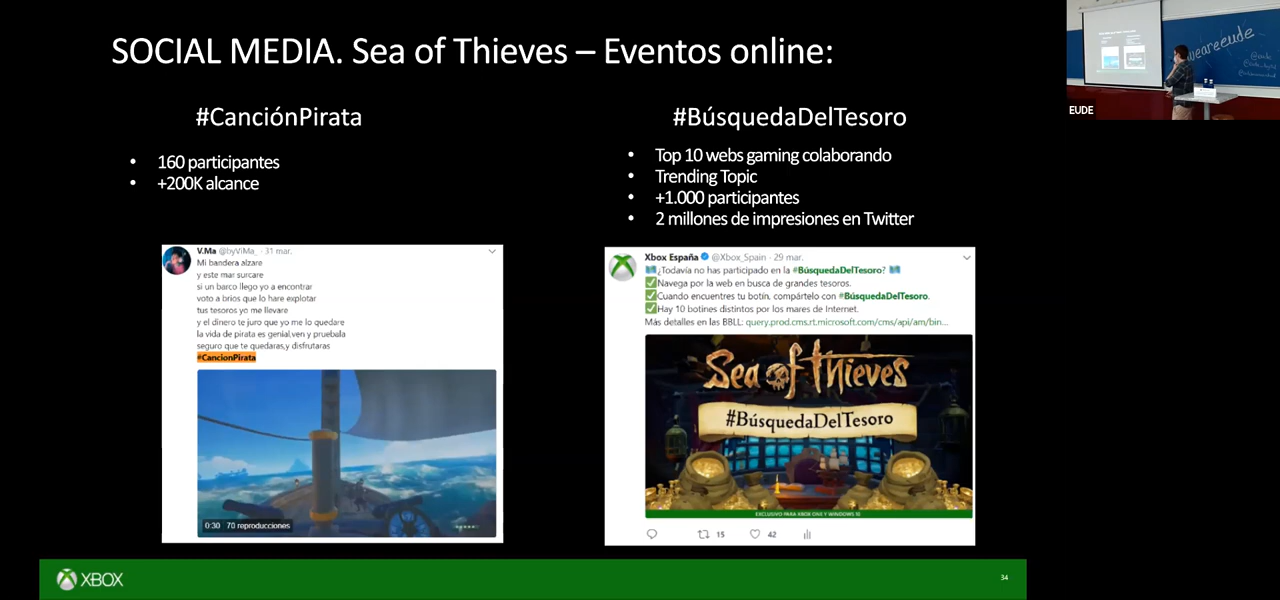 SOCIAL MEDIA. Sea of Thieves – Eventos online:
#CanciónPirata
160 participantes
+200K alcance
#BúsquedaDelTesoro
Top 10 webs gaming colaborando
Trending Topic
+1.000 participantes
2 millones de impresiones en Twitter
V.Ma @byViMa_ · 31 mar.
Mi bandera alzare
y este mar surcare
si un barco llego yo a encontrar
voto a brios que lo hare explotar
tus tesoros yo me llevare
y el dinero te juro que yo me lo quedare
la vida de pirata es genial,ven y pruebala
seguro que te quedaras,y disfrutaras
#CancionPirata
0:30 70 reproducciones
Xbox España @Xbox_Spain · 29 mar.
¿Todavía no has participado en la #BúsquedaDelTesoro?
Navega por la web en busca de grandes tesoros.
Cuando encuentres tu botín, compártelo con #BúsquedaDelTesoro.
Hay 10 botines distintos por los mares de Internet.
Más detalles en las BBLL: query.prod.cms.rt.microsoft.com/cms/api/am/bin...
Sea of Thieves
#BúsquedaDelTesoro
EXCLUSIVO PARA XBOX ONE Y WINDOWS 10
15
42
XBOX
34
weareeude
EUDE